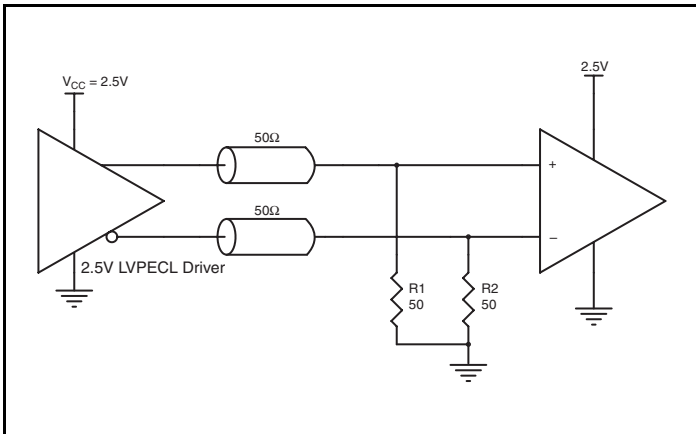 V_CC = 2.5V
2.5V
50Ω
+
50Ω
−
2.5V LVPECL Driver
R1
50
R2
50